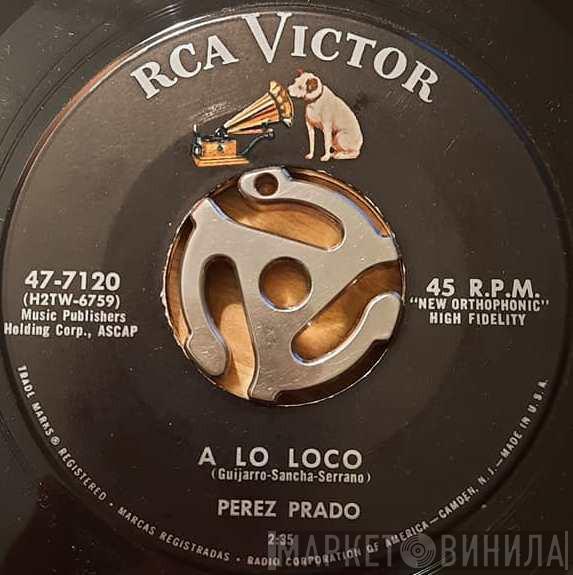 RCA VICTOR
47-7120
(H2TW-6759)
Music Publishers
Holding Corp., ASCAP
45 R.P.M.
"NEW ORTHOPHONIC"
HIGH FIDELITY
A LO LOCO
(Guijarro-Sancha-Serrano)
PEREZ PRADO
2:35
TRADE MARKS ® REGISTERED • MARCAS REGISTRADAS • RADIO CORPORATION OF AMERICA—CAMDEN, N. J.—MADE IN U.S.A.
МАРКЕТ ВИНИЛА